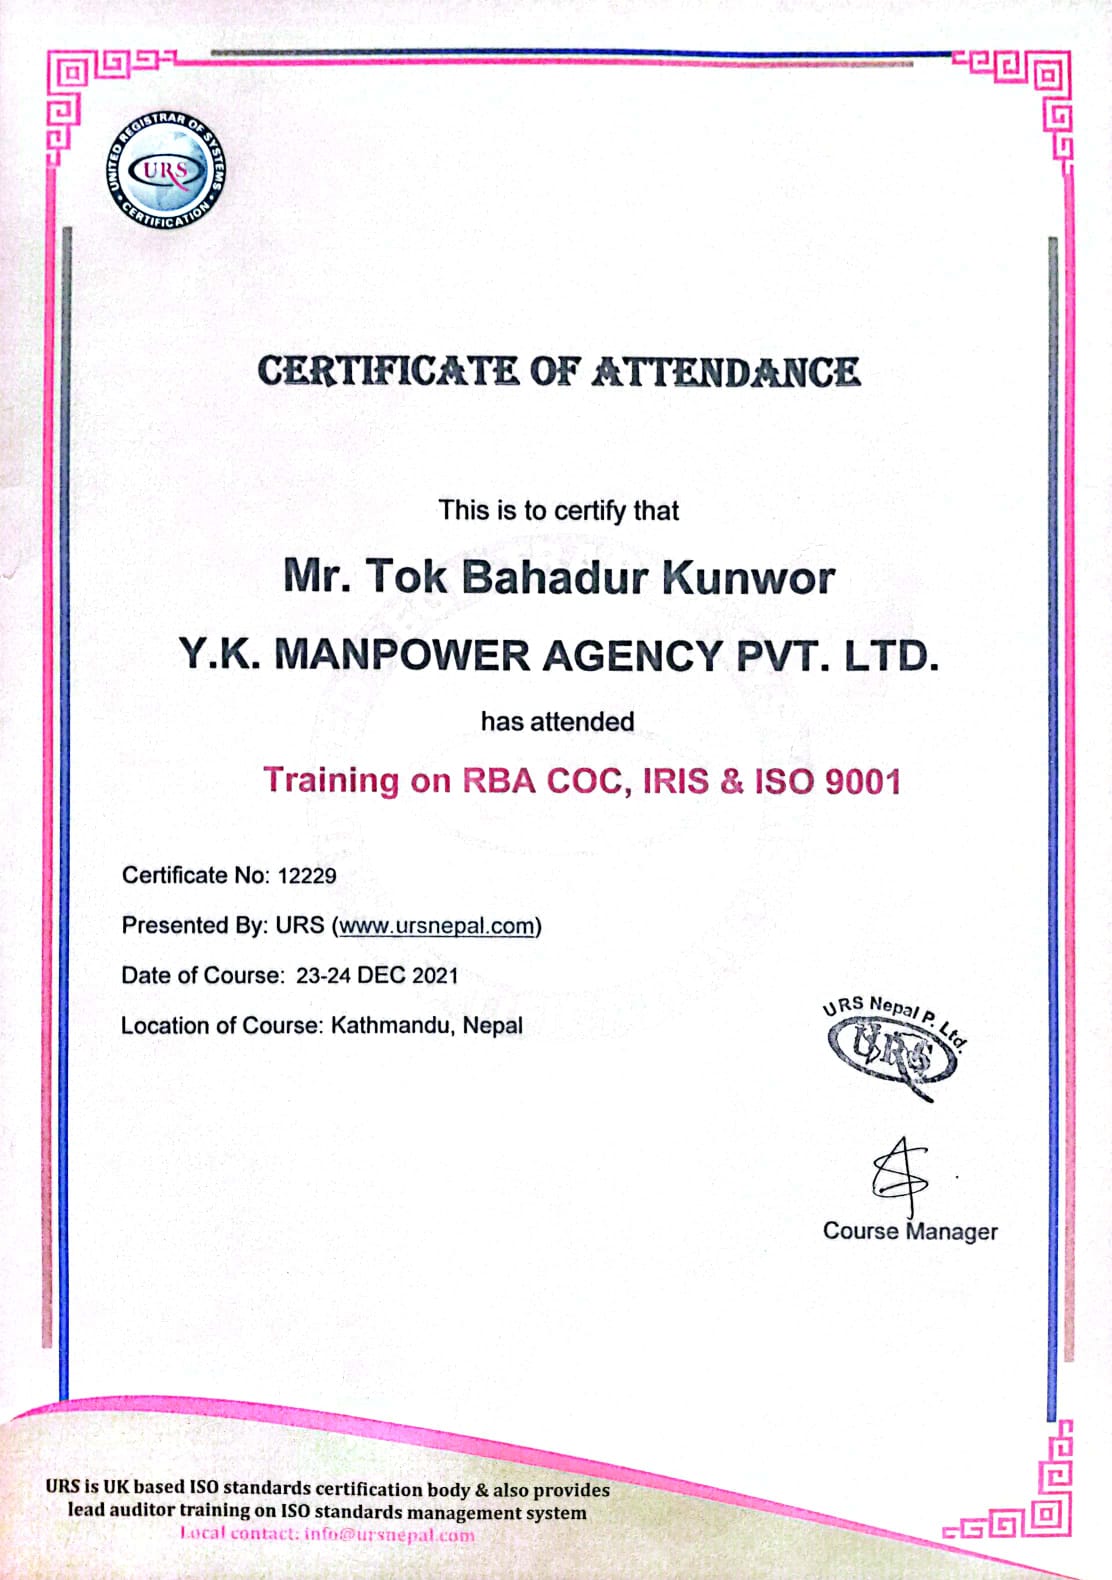 UNITED REGISTRAR OF SYSTEMS
URS
CERTIFICATION
CERTIFICATE OF ATTENDANCE
This is to certify that
Mr. Tok Bahadur Kunwor
Y.K. MANPOWER AGENCY PVT. LTD.
has attended
Training on RBA COC, IRIS & ISO 9001
Certificate No: 12229
Presented By: URS (www.ursnepal.com)
Date of Course: 23-24 DEC 2021
Location of Course: Kathmandu, Nepal
URS Nepal P. Ltd.
URS
Course Manager
URS is UK based ISO standards certification body & also provides
lead auditor training on ISO standards management system
Local contact: info@ursnepal.com